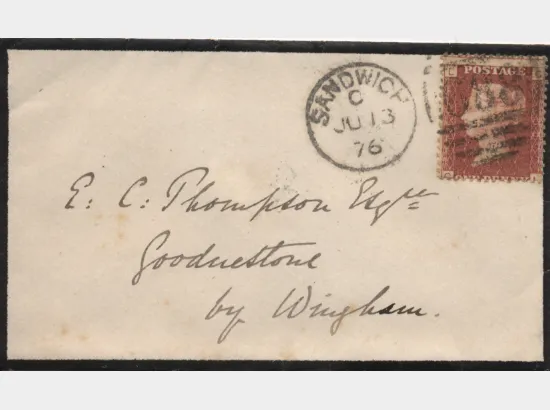 SANDWICH
C
JU 13
76
POSTAGE
E. C. Thompson Esqre
Goodnestone
by Wingham.